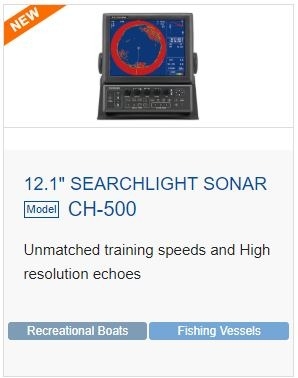 NEW
12.1" SEARCHLIGHT SONAR
Model CH-500
Unmatched training speeds and High
resolution echoes
Recreational Boats Fishing Vessels